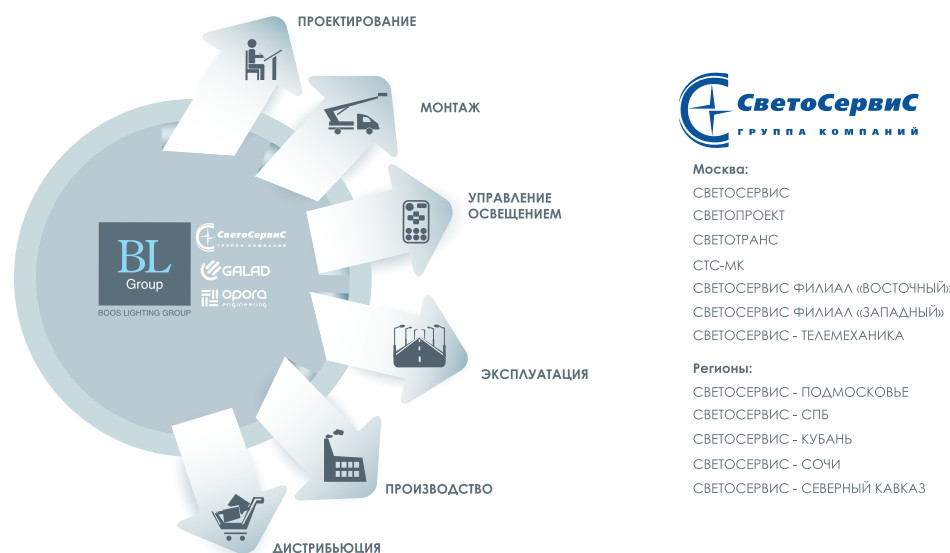 ПРОЕКТИРОВАНИЕ
МОНТАЖ
УПРАВЛЕНИЕ
ОСВЕЩЕНИЕМ
ЭКСПЛУАТАЦИЯ
ПРОИЗВОДСТВО
ДИСТРИБЬЮЦИЯ
BL
Group
BOOS LIGHTING GROUP
СветоСервиС
ГРУППА КОМПАНИЙ
GALAD
opora
engineering
СветоСервиС
ГРУППА КОМПАНИЙ
Москва:
СВЕТОСЕРВИС
СВЕТОПРОЕКТ
СВЕТОТРАНС
СТС-МК
СВЕТОСЕРВИС ФИЛИАЛ «ВОСТОЧНЫЙ»
СВЕТОСЕРВИС ФИЛИАЛ «ЗАПАДНЫЙ»
СВЕТОСЕРВИС - ТЕЛЕМЕХАНИКА
Регионы:
СВЕТОСЕРВИС - ПОДМОСКОВЬЕ
СВЕТОСЕРВИС - СПБ
СВЕТОСЕРВИС - КУБАНЬ
СВЕТОСЕРВИС - СОЧИ
СВЕТОСЕРВИС - СЕВЕРНЫЙ КАВКАЗ